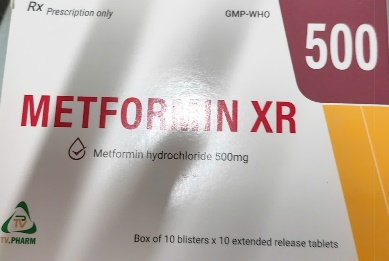 Rx Prescription only
GMP-WHO
500
METFORMIN XR
Metformin hydrochloride 500mg
TV.PHARM
Box of 10 blisters x 10 extended release tablets